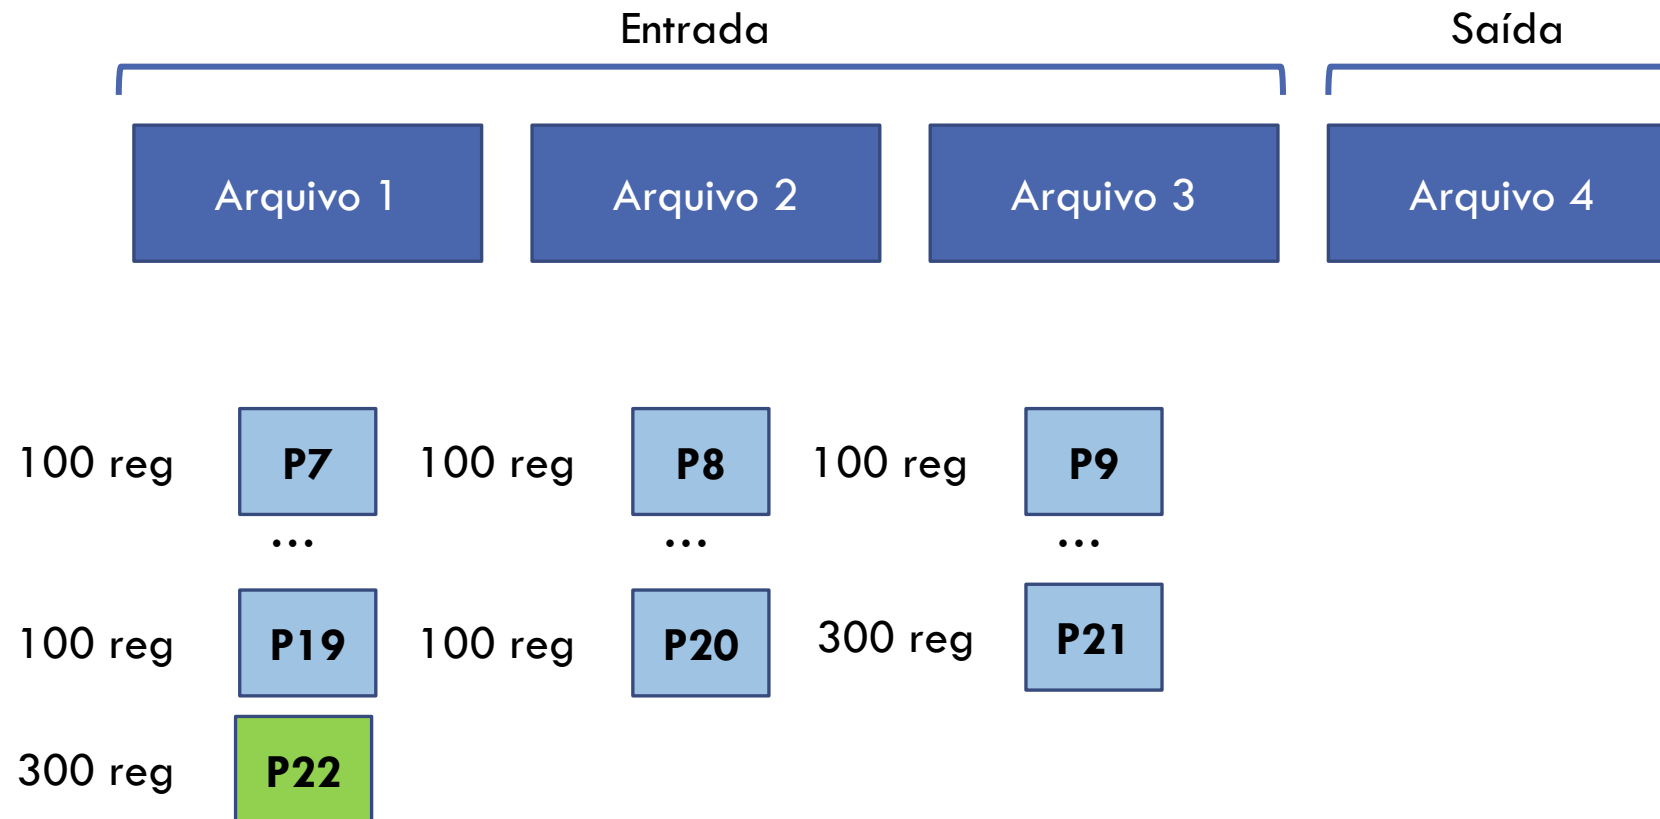 Entrada Saída
Arquivo 1 Arquivo 2 Arquivo 3 Arquivo 4
100 reg P7 100 reg P8 100 reg P9
... ... ...
100 reg P19 100 reg P20 300 reg P21
300 reg P22